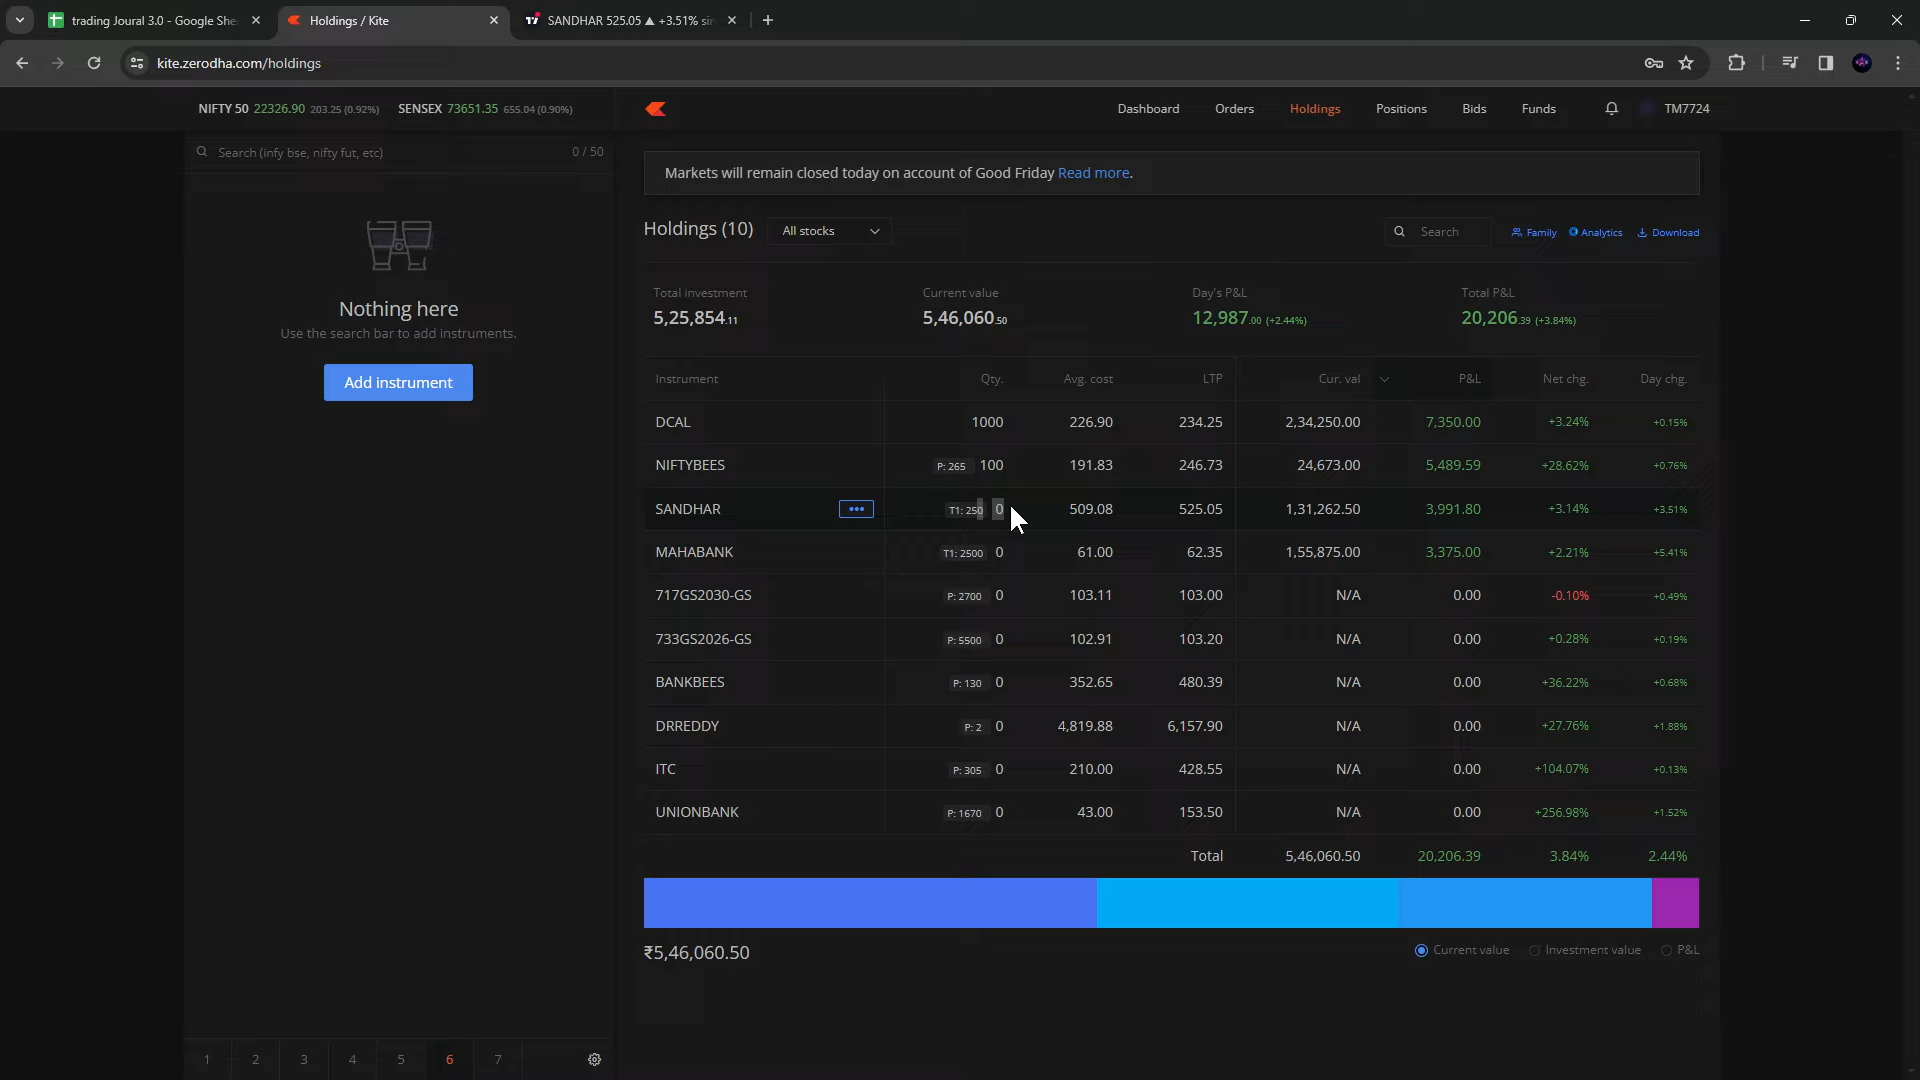 trading Joural 3.0 - Google She
Holdings / Kite
SANDHAR 525.05 ▲ +3.51% sin
kite.zerodha.com/holdings
NIFTY 50 22326.90 203.25 (0.92%) SENSEX 73651.35 655.04 (0.90%)
Dashboard Orders Holdings Positions Bids Funds TM7724
Search (infy bse, nifty fut, etc) 0 / 50
Nothing here
Use the search bar to add instruments.
Add instrument
1 2 3 4 5 6 7
Markets will remain closed today on account of Good Friday Read more.
Holdings (10) All stocks Search Family Analytics Download
Total investment Current value Day's P&L Total P&L
5,25,854.11 5,46,060.50 12,987.00 (+2.44%) 20,206.39 (+3.84%)
Instrument Qty. Avg. cost LTP Cur. val P&L Net chg. Day chg.
DCAL 1000 226.90 234.25 2,34,250.00 7,350.00 +3.24% +0.15%
NIFTYBEES P: 265 100 191.83 246.73 24,673.00 5,489.59 +28.62% +0.76%
SANDHAR ••• T1: 250 0 509.08 525.05 1,31,262.50 3,991.80 +3.14% +3.51%
MAHABANK T1: 2500 0 61.00 62.35 1,55,875.00 3,375.00 +2.21% +5.41%
717GS2030-GS P: 2700 0 103.11 103.00 N/A 0.00 -0.10% +0.49%
733GS2026-GS P: 5500 0 102.91 103.20 N/A 0.00 +0.28% +0.19%
BANKBEES P: 130 0 352.65 480.39 N/A 0.00 +36.22% +0.68%
DRREDDY P: 2 0 4,819.88 6,157.90 N/A 0.00 +27.76% +1.88%
ITC P: 305 0 210.00 428.55 N/A 0.00 +104.07% +0.13%
UNIONBANK P: 1670 0 43.00 153.50 N/A 0.00 +256.98% +1.52%
Total 5,46,060.50 20,206.39 3.84% 2.44%
₹5,46,060.50 Current value Investment value P&L